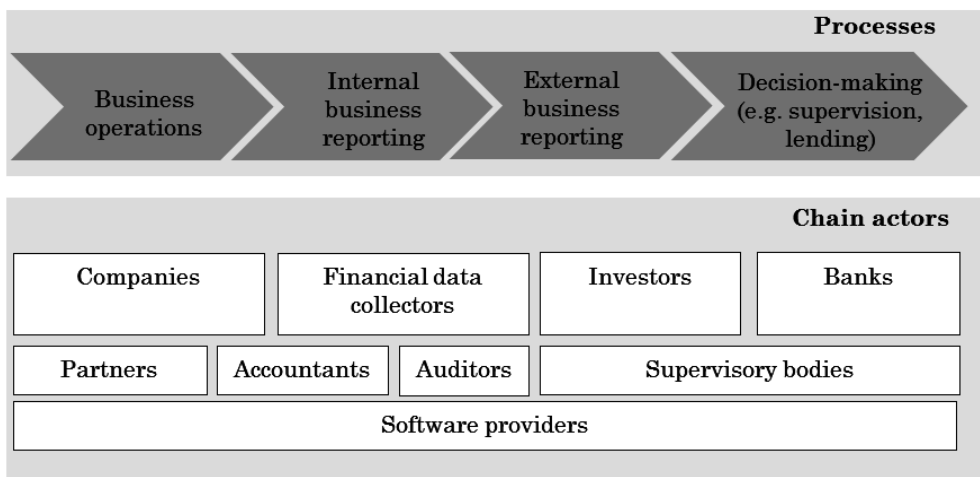 Processes
Business
operations
Internal
business
reporting
External
business
reporting
Decision-making
(e.g. supervision,
lending)
Chain actors
Companies
Financial data
collectors
Investors
Banks
Partners
Accountants
Auditors
Supervisory bodies
Software providers